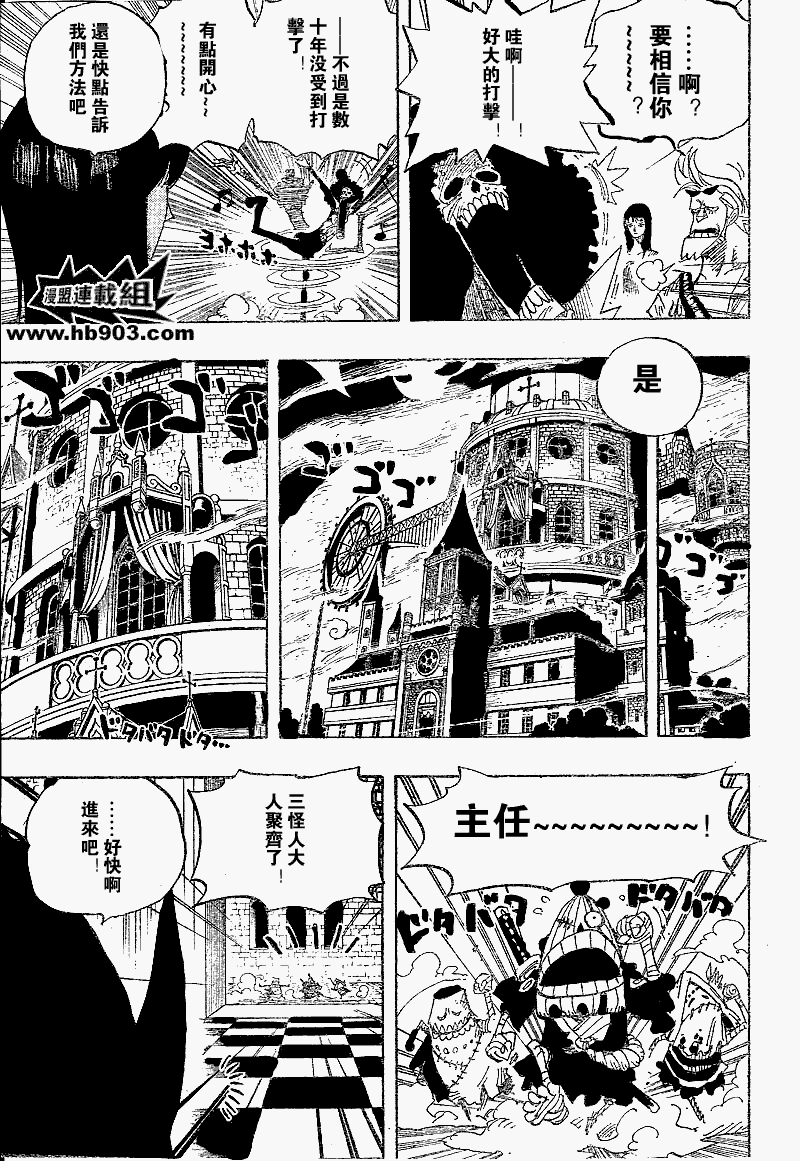 ……啊?
要相信你
~~~~~?
哇啊——
好大的打擊!!
——不過是數
十年没受到打
擊了!
有點開心~
~~~~~~~
還是快點告訴
我們方法吧
ヨホホホホ
漫盟連載組
www.hb903.com
是
ゴゴゴ
ゴゴゴ
ゴゴゴ
ドタバタドタ…
主任~~~~~~~~~!
ドタバタ
ドタバタ
三怪人大
人聚齊了!
……好快啊
進來吧!